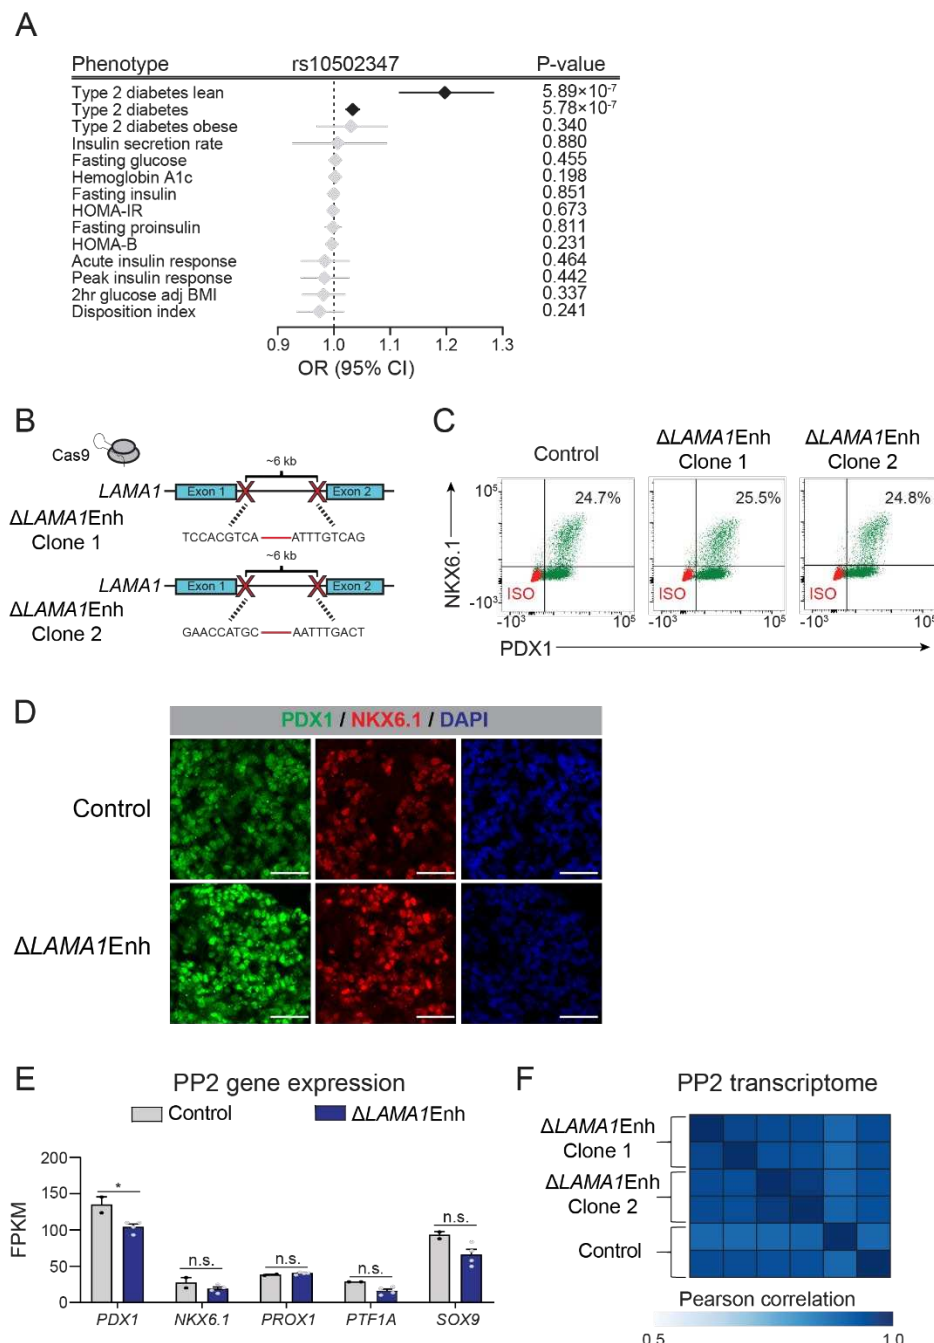 A
Phenotype rs10502347 P-value
Type 2 diabetes lean 5.89×10-7
Type 2 diabetes 5.78×10-7
Type 2 diabetes obese 0.340
Insulin secretion rate 0.880
Fasting glucose 0.455
Hemoglobin A1c 0.198
Fasting insulin 0.851
HOMA-IR 0.673
Fasting proinsulin 0.811
HOMA-B 0.231
Acute insulin response 0.464
Peak insulin response 0.442
2hr glucose adj BMI 0.337
Disposition index 0.241
0.9 1.0 1.1 1.2 1.3
OR (95% CI)
B
Cas9
~6 kb
LAMA1 Exon 1 Exon 2
ΔLAMA1Enh
Clone 1
TCCACGTCA ATTTGTCAG
~6 kb
LAMA1 Exon 1 Exon 2
ΔLAMA1Enh
Clone 2
GAACCATGC AATTTGACT
C
Control
ΔLAMA1Enh
Clone 1
ΔLAMA1Enh
Clone 2
NKX6.1
105
-103
24.7%
25.5%
24.8%
ISO
ISO
ISO
-103 105
-103 105
-103 105
PDX1
D
PDX1 / NKX6.1 / DAPI
Control
ΔLAMA1Enh
E
PP2 gene expression
Control ΔLAMA1Enh
FPKM
200
150
100
50
0
*
n.s.
n.s.
n.s.
n.s.
PDX1 NKX6.1 PROX1 PTF1A SOX9
F
PP2 transcriptome
ΔLAMA1Enh
Clone 1
ΔLAMA1Enh
Clone 2
Control
Pearson correlation
0.5 1.0